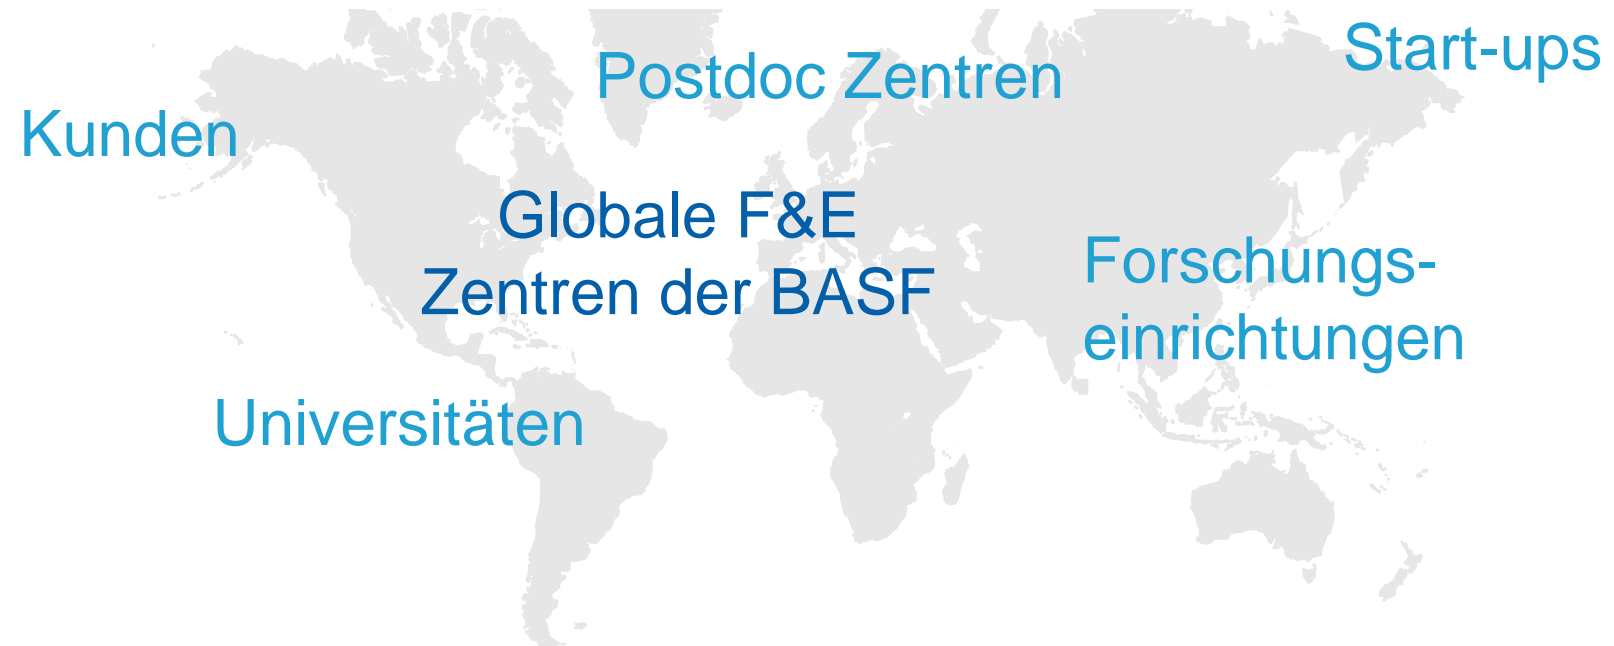 Start-ups
Postdoc Zentren
Kunden
Globale F&E
Zentren der BASF
Forschungs-
einrichtungen
Universitäten